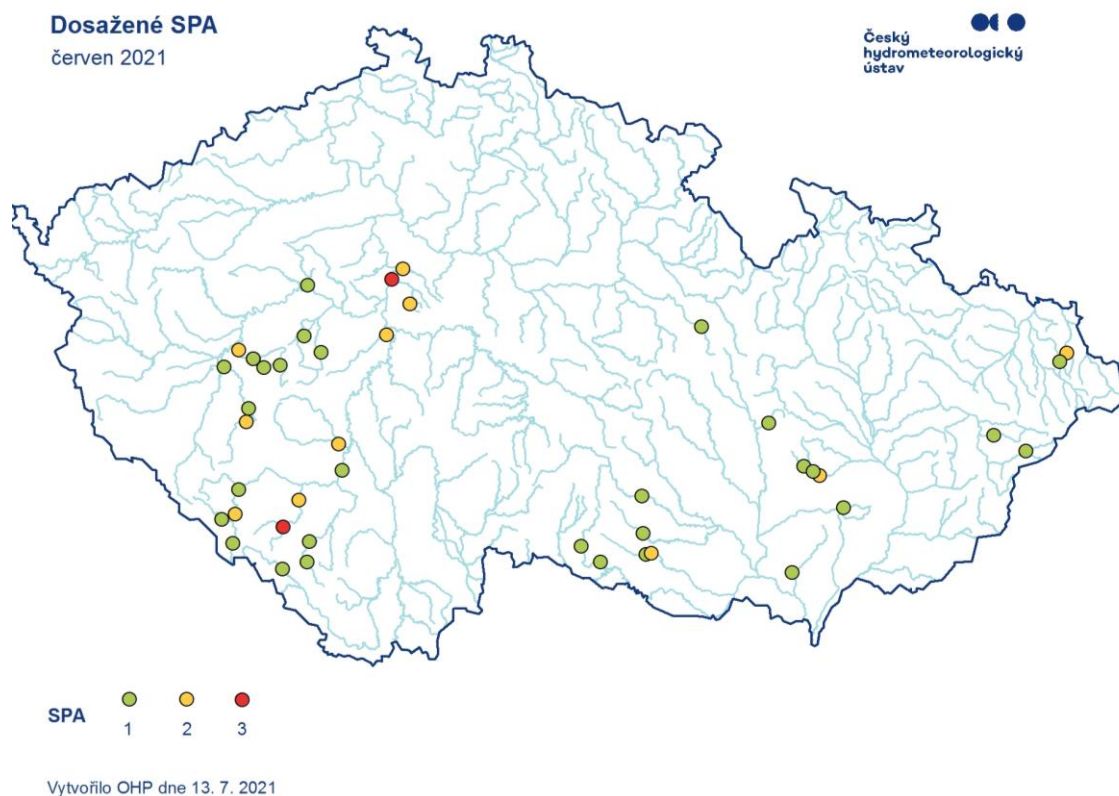 Dosažené SPA
červen 2021
Český
hydrometeorologický
ústav
SPA
1 2 3
Vytvořilo OHP dne 13. 7. 2021